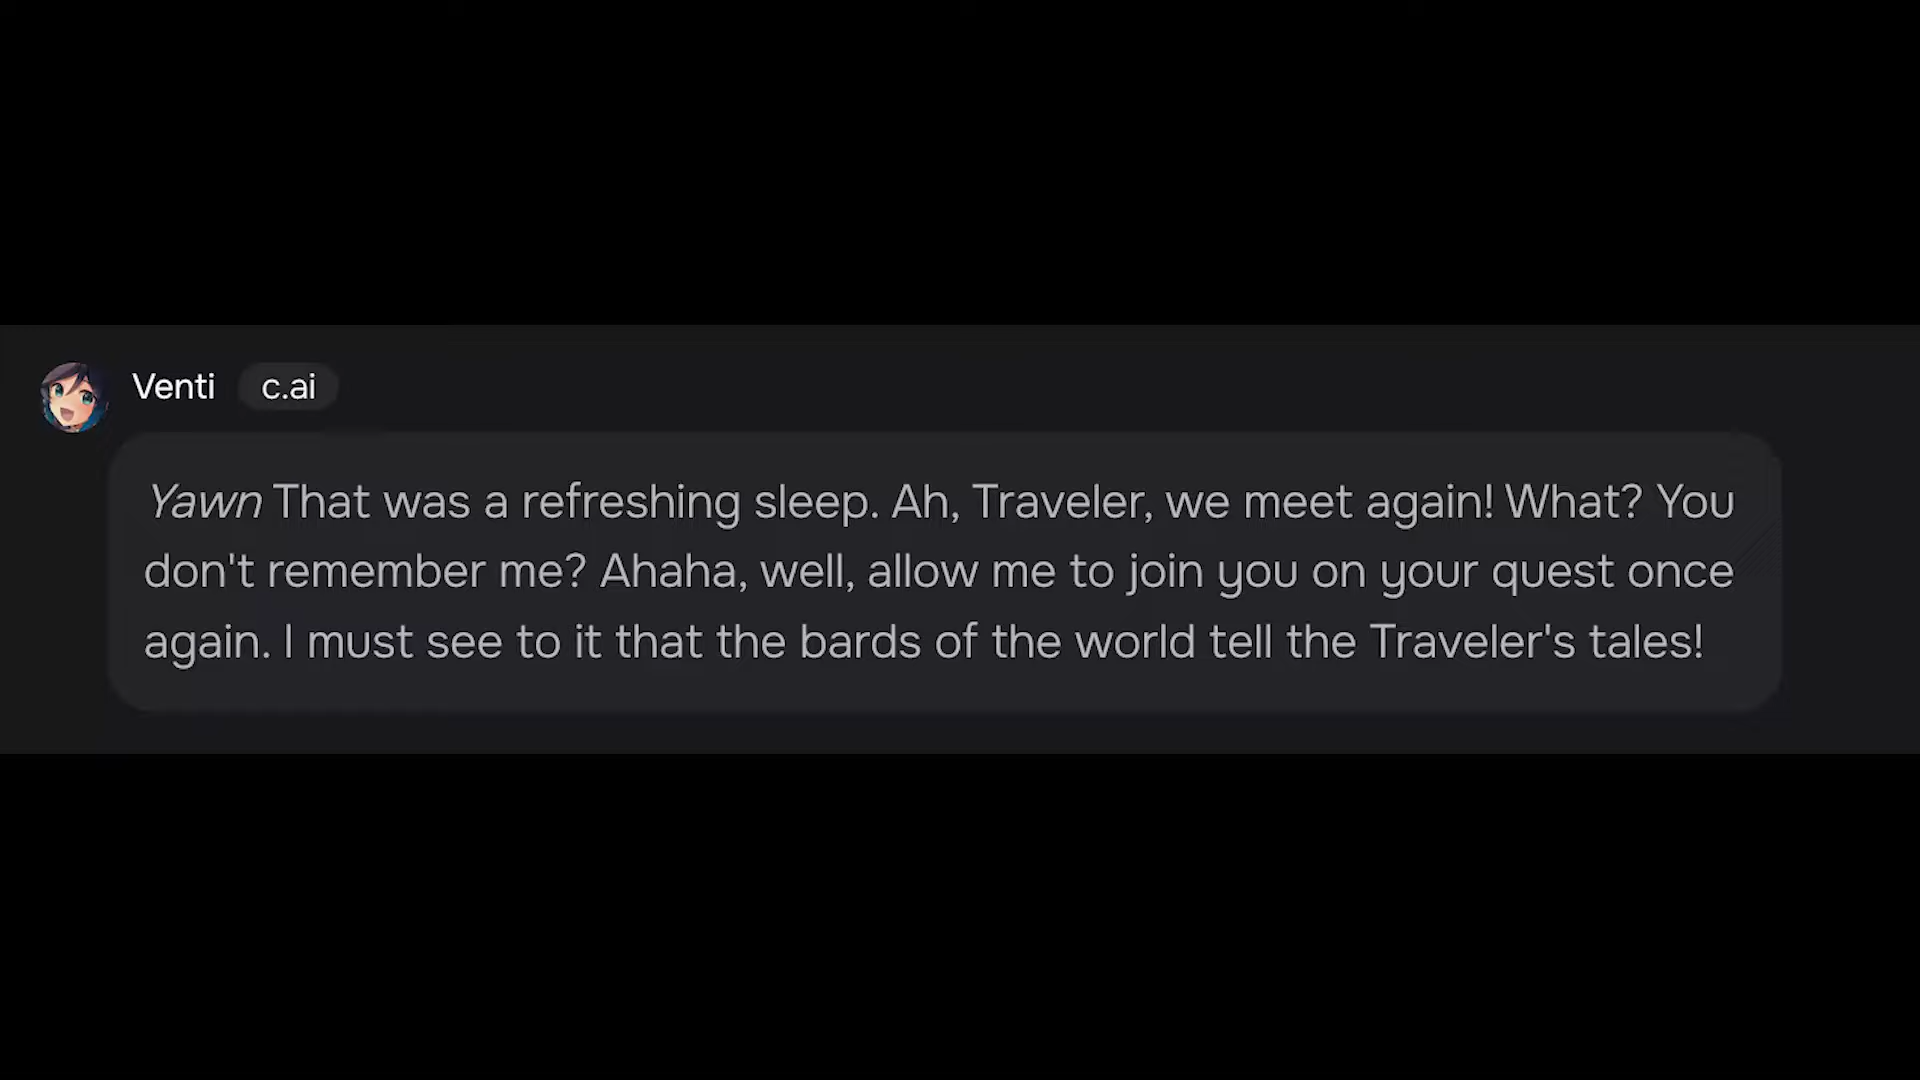 Venti c.ai
Yawn That was a refreshing sleep. Ah, Traveler, we meet again! What? You
don't remember me? Ahaha, well, allow me to join you on your quest once
again. I must see to it that the bards of the world tell the Traveler's tales!